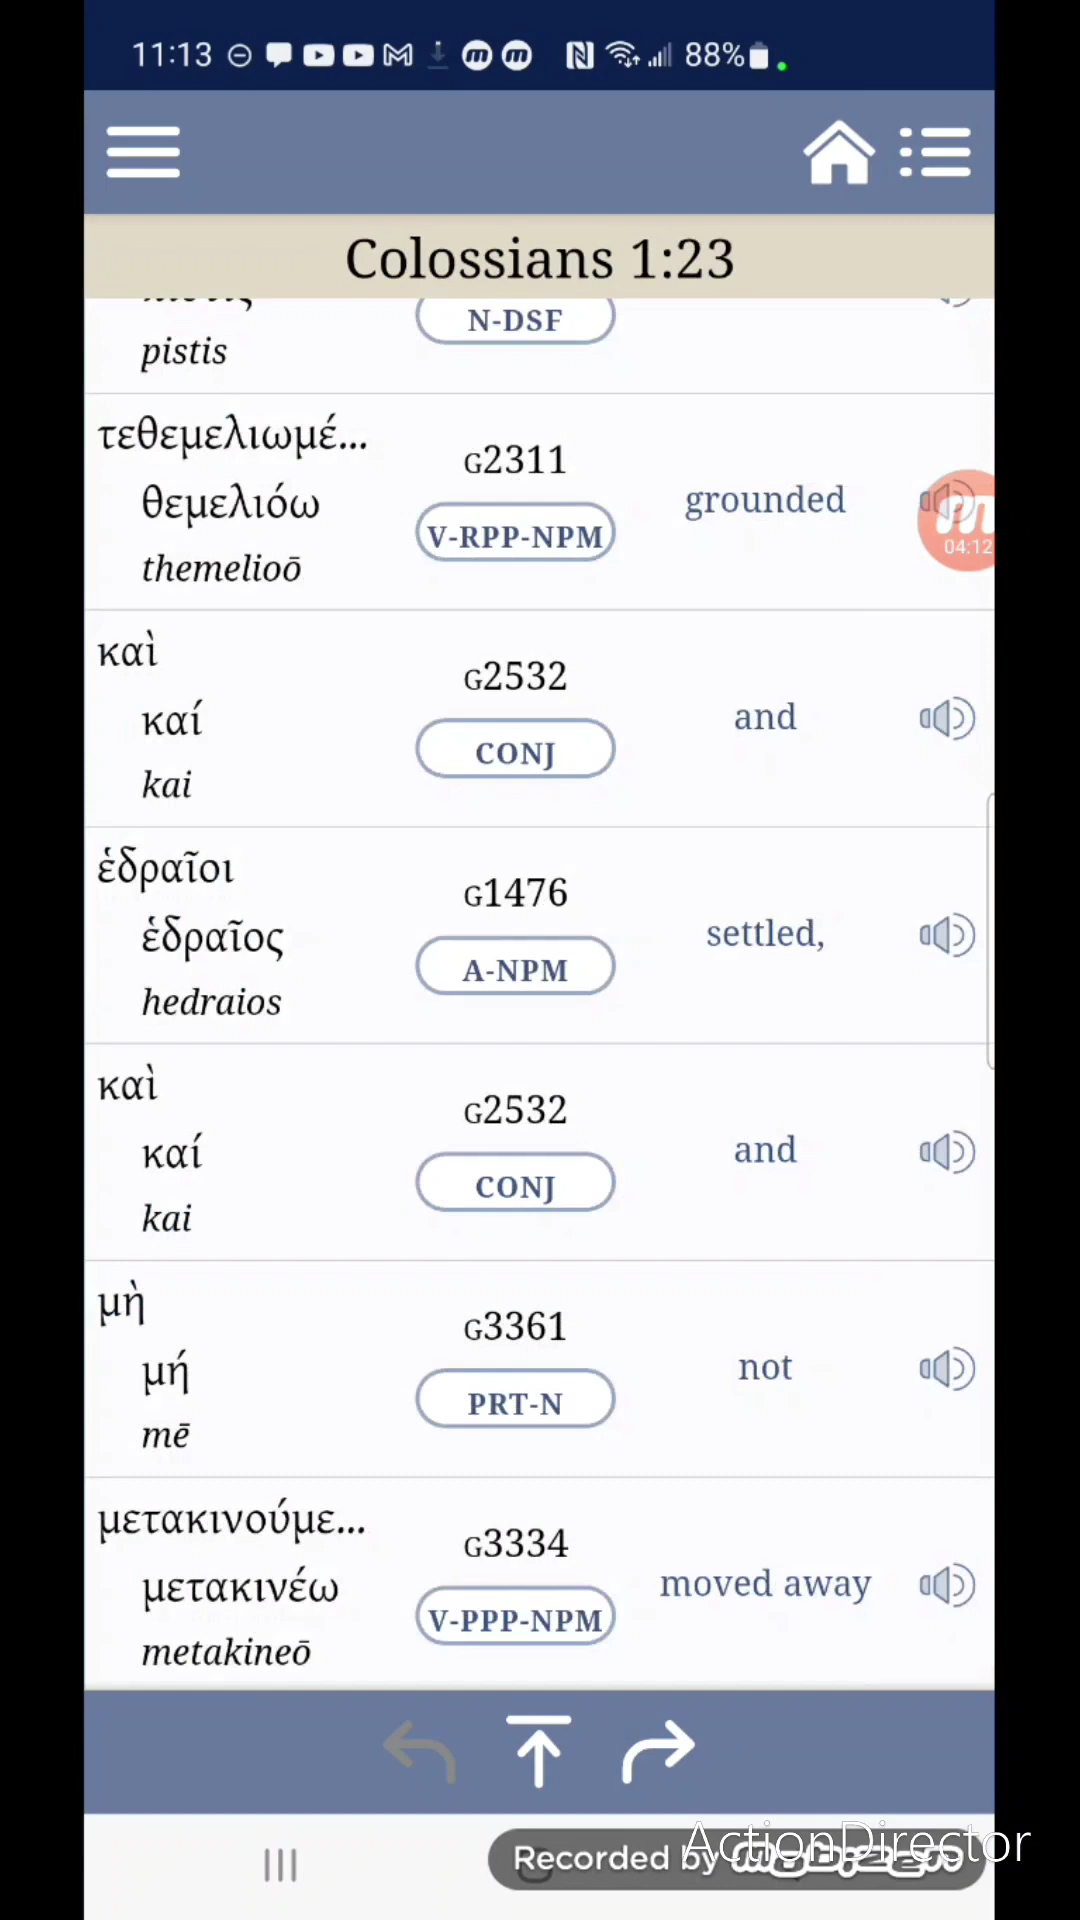 11:13 88%
Colossians 1:23
N-DSF
pistis
τεθεμελιωμέ...
G2311
θεμελιόω
grounded
V-RPP-NPM
04:12
themelioō
καὶ
G2532
καί
and
CONJ
kai
ἑδραῖοι
G1476
ἑδραῖος
settled,
A-NPM
hedraios
καὶ
G2532
καί
and
CONJ
kai
μὴ
G3361
μή
not
PRT-N
mē
μετακινούμε...
G3334
μετακινέω
moved away
V-PPP-NPM
metakineō
ActionDirector
Recorded by